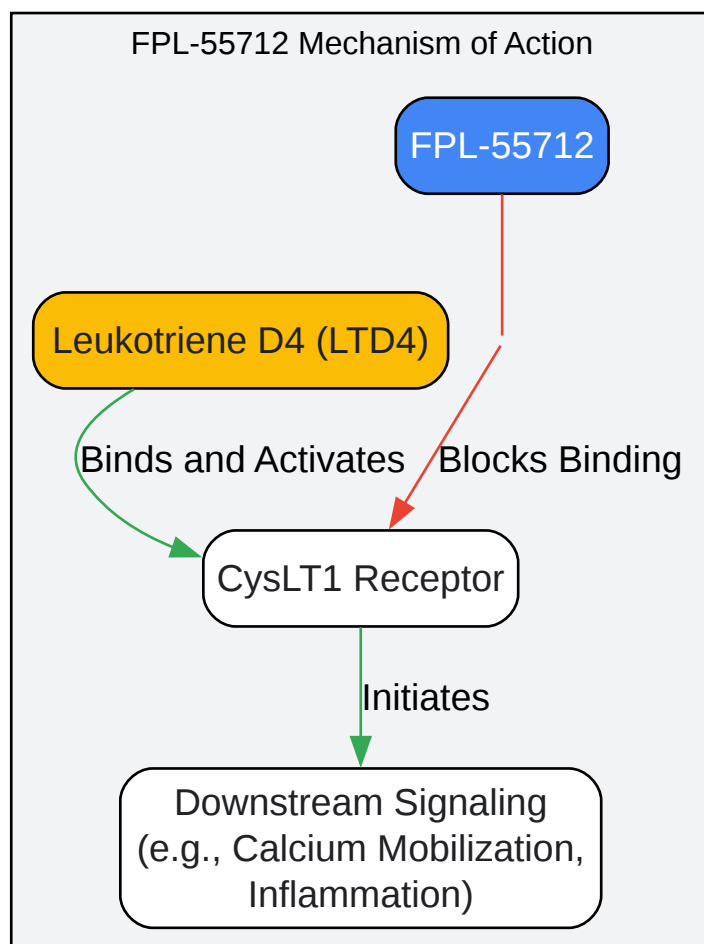 FPL-55712 Mechanism of Action
FPL-55712
Leukotriene D4 (LTD4)
Binds and Activates
Blocks Binding
CysLT1 Receptor
Initiates
Downstream Signaling
(e.g., Calcium Mobilization,
Inflammation)